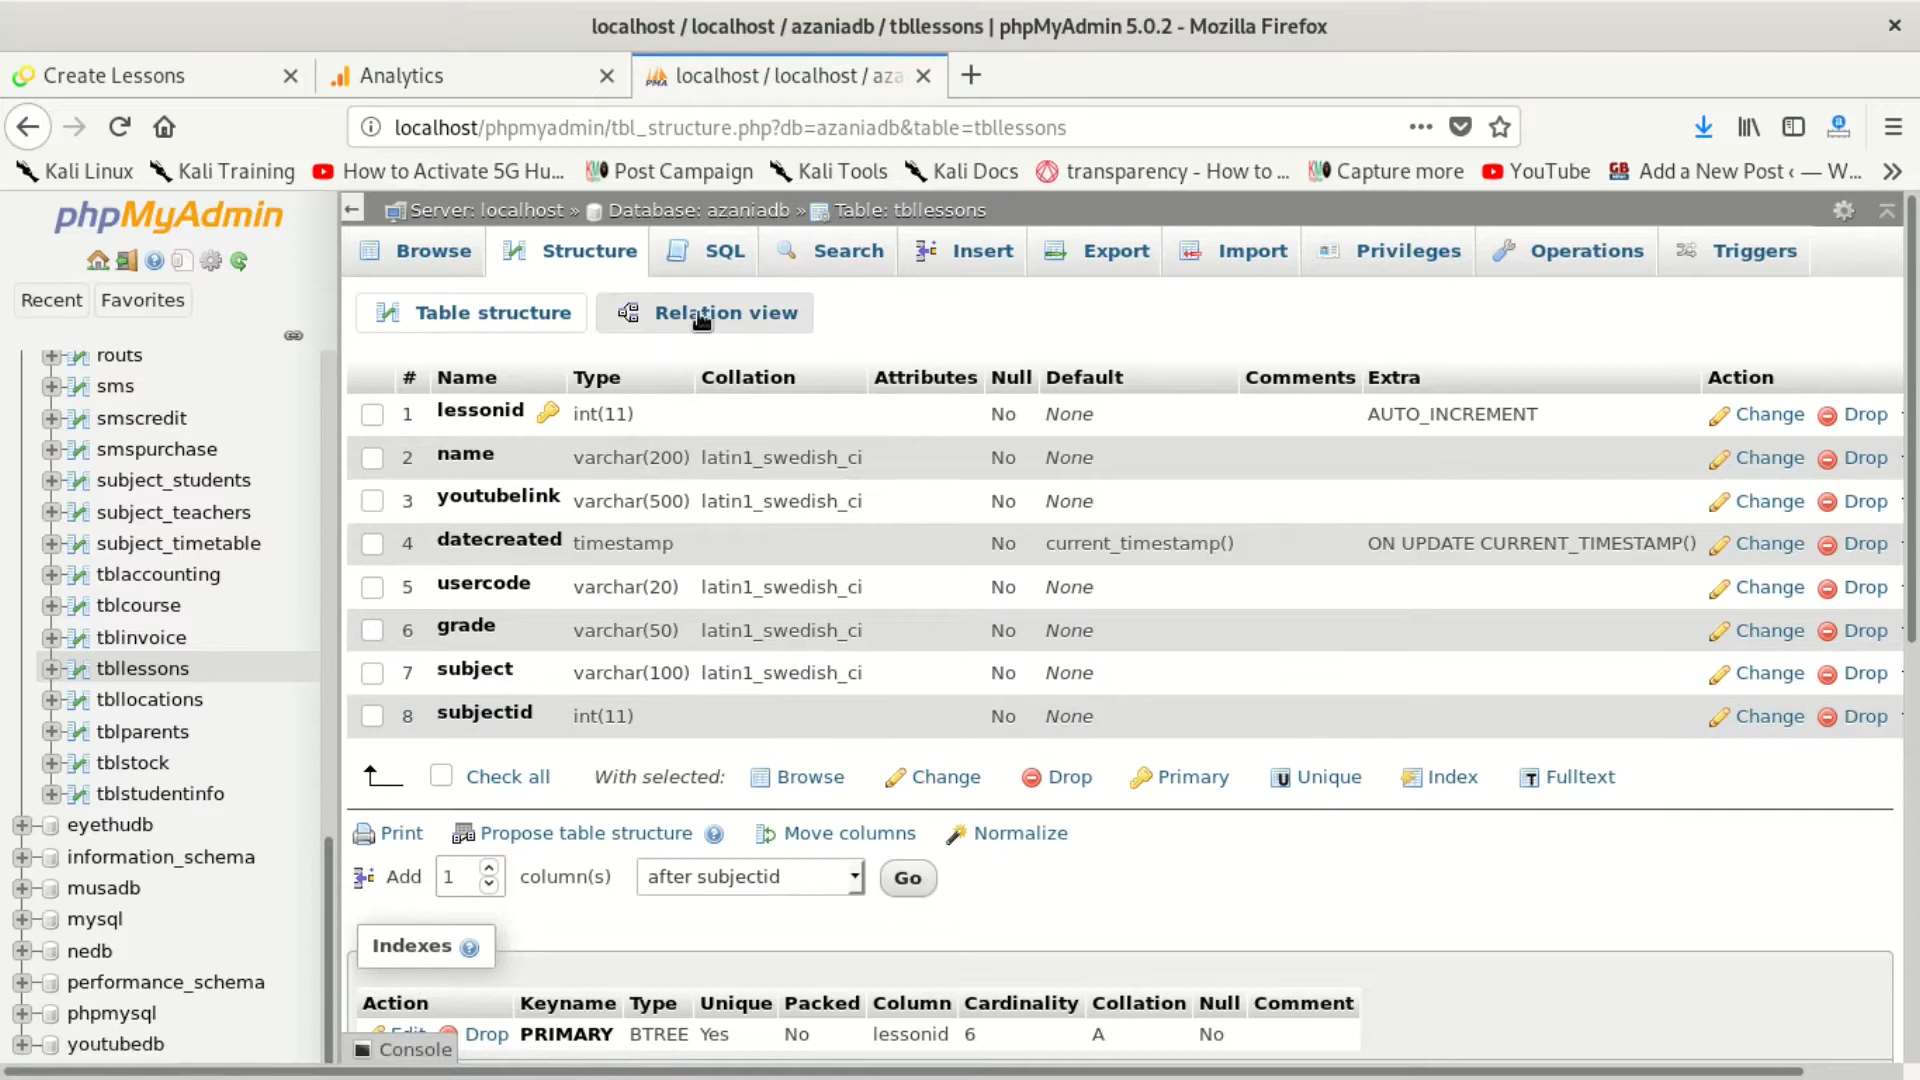 localhost / localhost / azaniadb / tbllessons | phpMyAdmin 5.0.2 - Mozilla Firefox
Create Lessons
Analytics
localhost / localhost / aza
localhost/phpmyadmin/tbl_structure.php?db=azaniadb&table=tbllessons
Kali Linux Kali Training How to Activate 5G Hu... Post Campaign Kali Tools Kali Docs transparency - How to ... Capture more YouTube Add a New Post ‹ — W...
phpMyAdmin
Recent Favorites
routs
sms
smscredit
smspurchase
subject_students
subject_teachers
subject_timetable
tblaccounting
tblcourse
tblinvoice
tbllessons
tbllocations
tblparents
tblstock
tblstudentinfo
eyethudb
information_schema
musadb
mysql
nedb
performance_schema
phpmysql
youtubedb
Server: localhost » Database: azaniadb » Table: tbllessons
Browse Structure SQL Search Insert Export Import Privileges Operations Triggers
Table structure Relation view
# Name Type Collation Attributes Null Default Comments Extra Action
1 lessonid int(11) No None AUTO_INCREMENT Change Drop
2 name varchar(200) latin1_swedish_ci No None Change Drop
3 youtubelink varchar(500) latin1_swedish_ci No None Change Drop
4 datecreated timestamp No current_timestamp() ON UPDATE CURRENT_TIMESTAMP() Change Drop
5 usercode varchar(20) latin1_swedish_ci No None Change Drop
6 grade varchar(50) latin1_swedish_ci No None Change Drop
7 subject varchar(100) latin1_swedish_ci No None Change Drop
8 subjectid int(11) No None Change Drop
Check all With selected: Browse Change Drop Primary Unique Index Fulltext
Print Propose table structure Move columns Normalize
Add 1 column(s) after subjectid Go
Indexes
Action Keyname Type Unique Packed Column Cardinality Collation Null Comment
Edit Drop PRIMARY BTREE Yes No lessonid 6 A No
Console